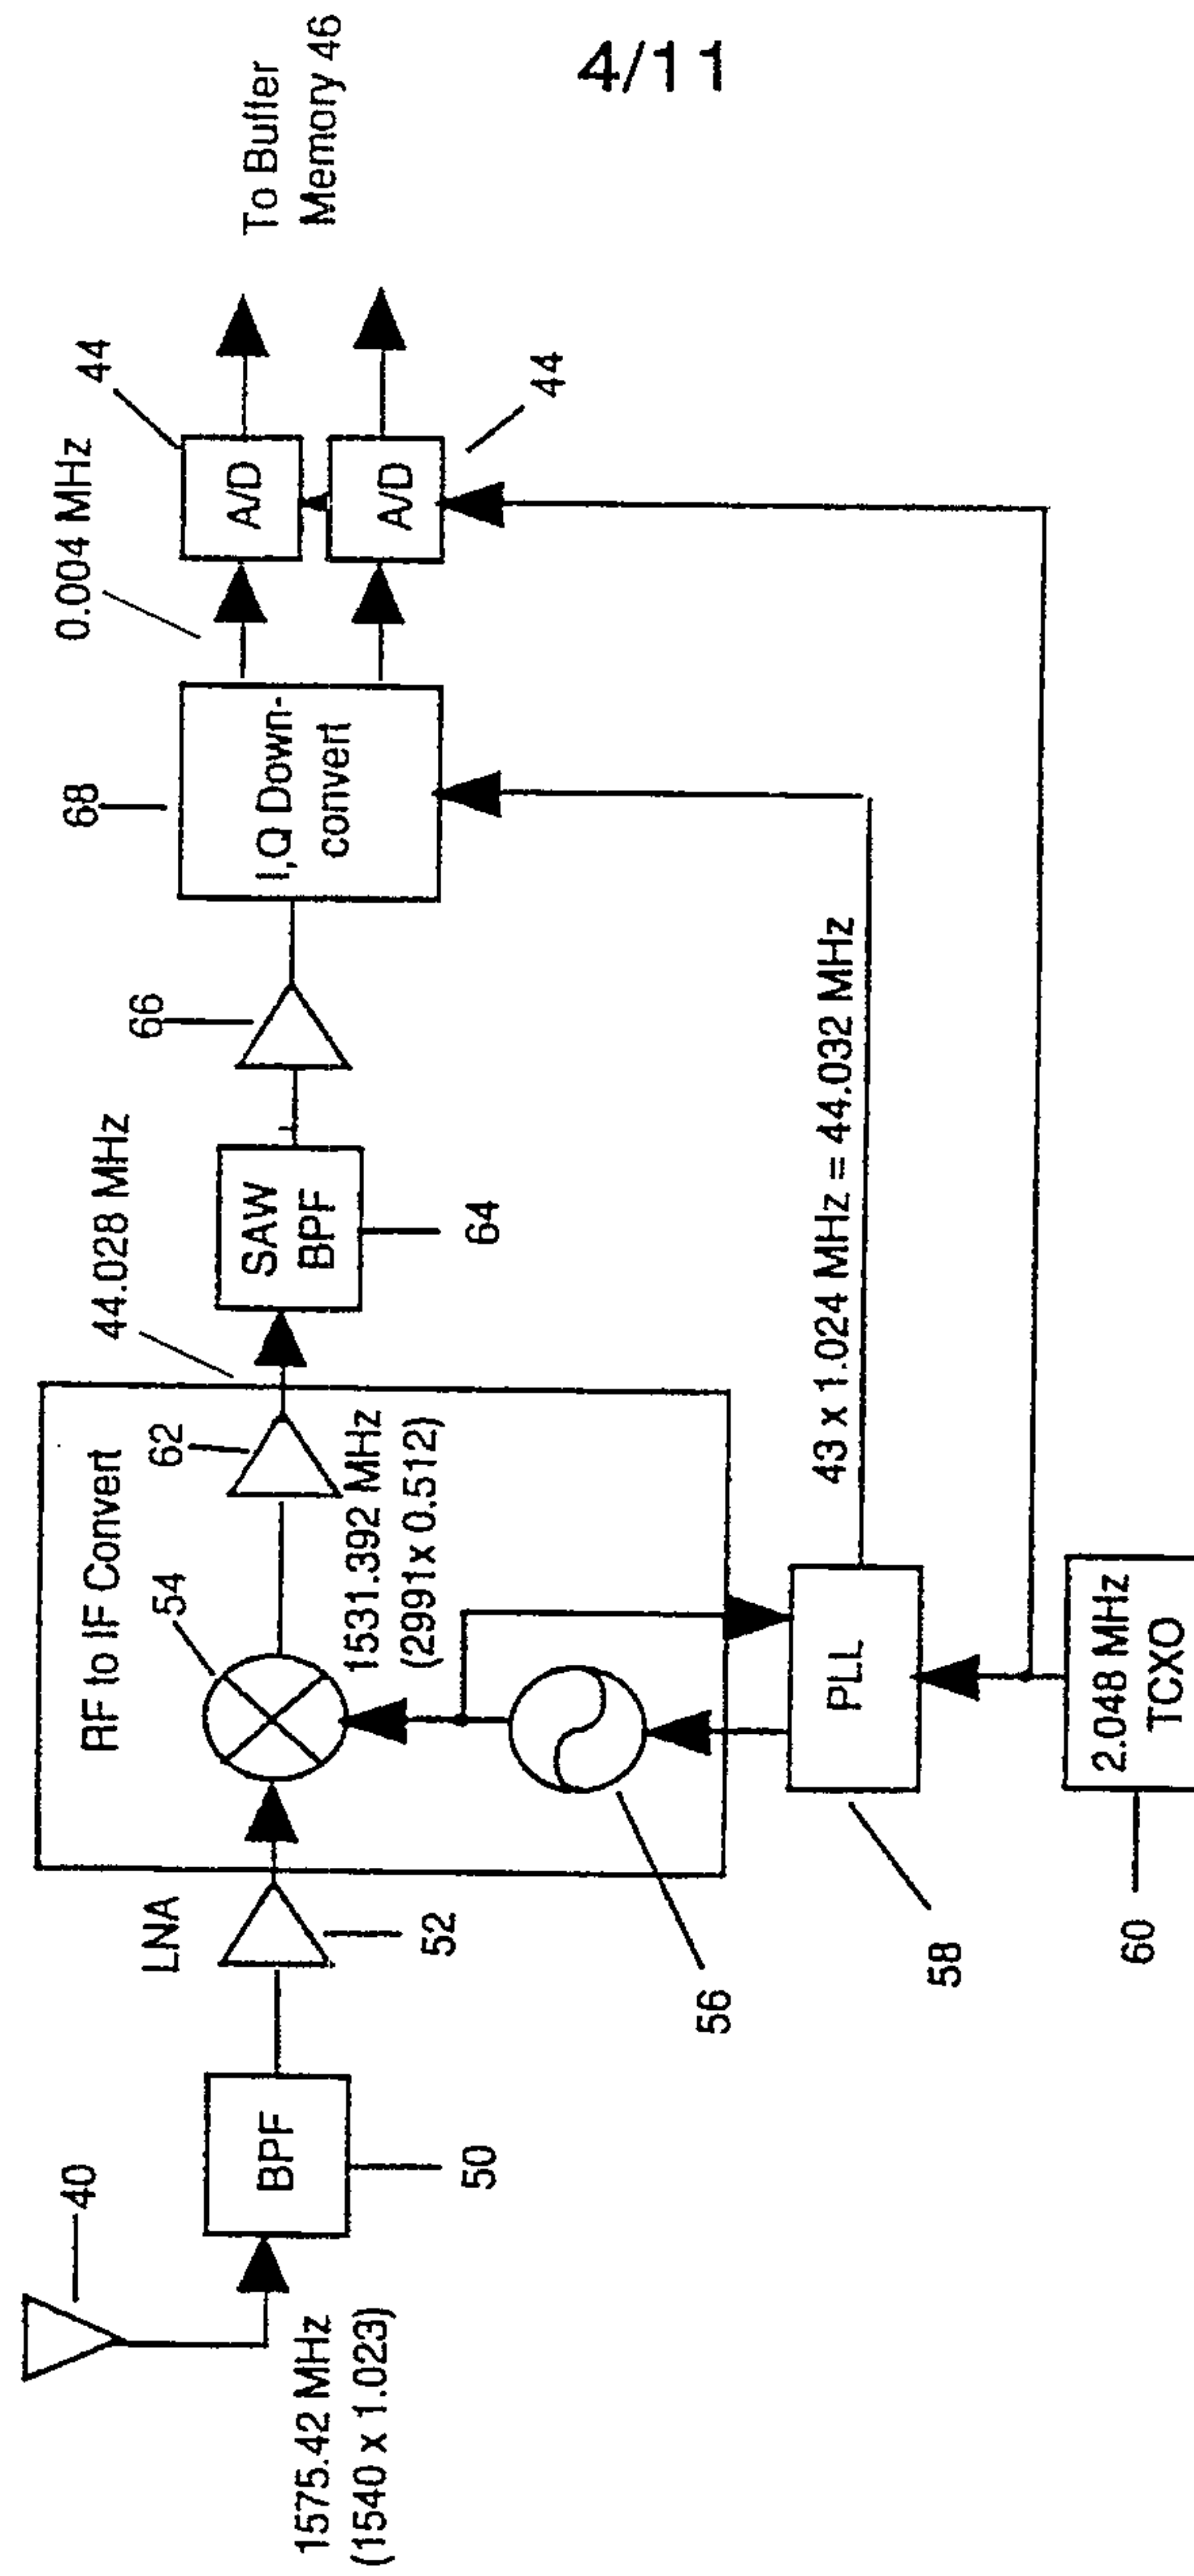 4/11
40
1575.42 MHz
(1540 x 1.023)
BPF
50
LNA
52
RF to IF Convert
54
56
1531.392 MHz
(2991x 0.512)
62
44.028 MHz
SAW
BPF
64
66
68
I,Q Down-
convert
0.004 MHz
44
A/D
A/D
44
To Buffer
Memory 46
43 x 1.024 MHz = 44.032 MHz
PLL
58
2.048 MHz
TCXO
60